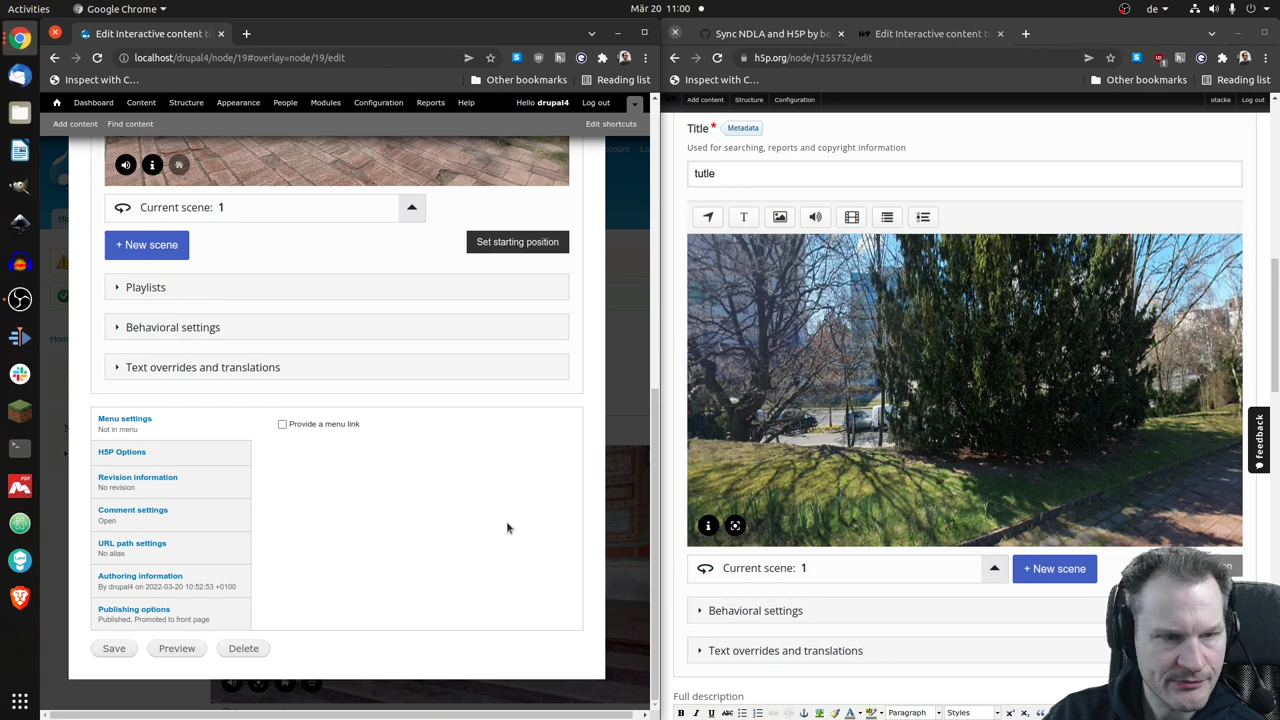 Activities
Google Chrome
Mär 20 11:00
de
Edit Interactive content t
localhost/drupal4/node/19#overlay=node/19/edit
Inspect with C...
Other bookmarks
Reading list
Dashboard Content Structure Appearance People Modules Configuration Reports Help
Hello drupal4 Log out
Add content Find content
Edit shortcuts
Current scene: 1
+ New scene
Set starting position
Playlists
Behavioral settings
Text overrides and translations
Menu settings
Not in menu
Provide a menu link
H5P Options
Revision information
No revision
Comment settings
Open
URL path settings
No alias
Authoring information
By drupal4 on 2022-03-20 10:52:53 +0100
Publishing options
Published, Promoted to front page
Save Preview Delete
Sync NDLA and H5P by bo
Edit Interactive content t
h5p.org/node/1255752/edit
Inspect with C...
Other bookmarks
Reading list
Add content Structure Configuration
otacke Log out
Title * Metadata
Used for searching, reports and copyright information
tutle
feedback
Current scene: 1
+ New scene
Behavioral settings
Text overrides and translations
Full description
B I U S
Paragraph
Styles